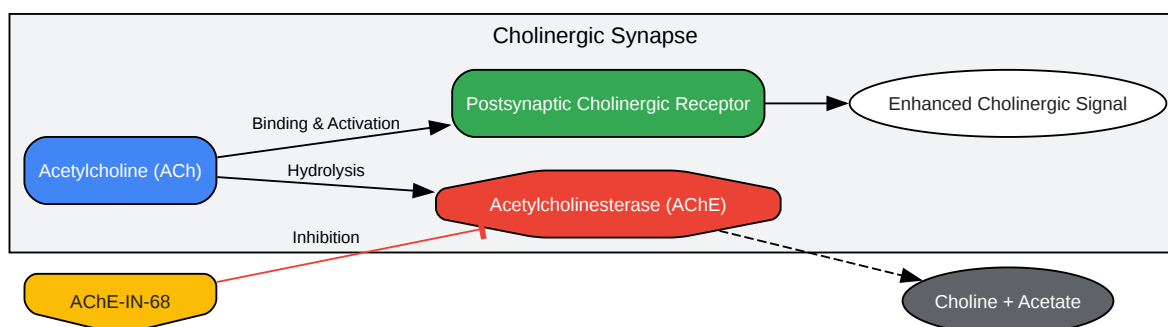 Cholinergic Synapse
Postsynaptic Cholinergic Receptor
Enhanced Cholinergic Signal
Binding & Activation
Acetylcholine (ACh)
Hydrolysis
Acetylcholinesterase (AChE)
Inhibition
AChE-IN-68
Choline + Acetate